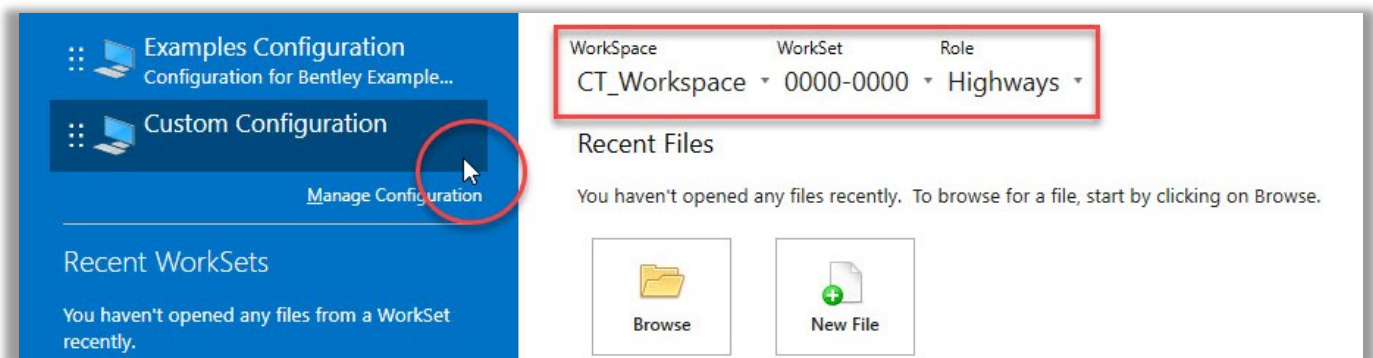 Examples Configuration
Configuration for Bentley Example...
Custom Configuration
Manage Configuration
Recent WorkSets
You haven't opened any files from a WorkSet
recently.
WorkSpace WorkSet Role
CT_Workspace 0000-0000 Highways
Recent Files
You haven't opened any files recently. To browse for a file, start by clicking on Browse.
Browse New File